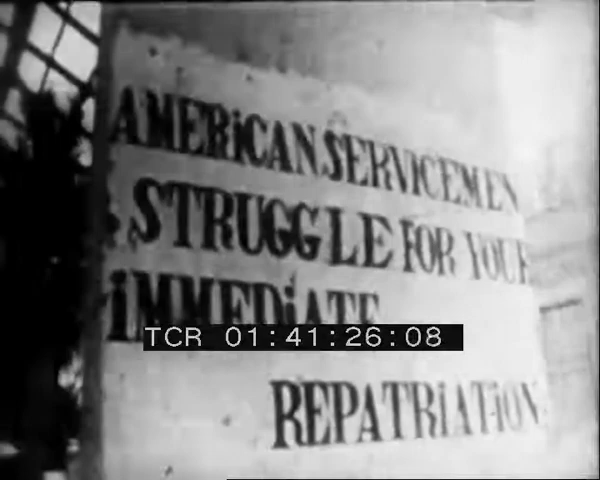 AMERiCAN SERVICEMEN
STRUGGLE FOR YOUR
iMMEDiATE
TCR 01:41:26:08
REPATRiATiON